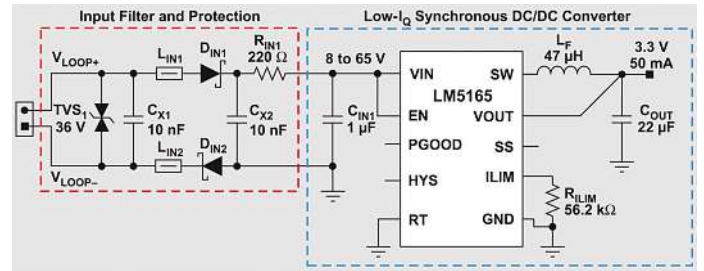 Input Filter and Protection
Low-IQ Synchronous DC/DC Converter
VLOOP+
LIN1
DIN1
RIN1
220 Ω
8 to 65 V
TVS1
36 V
CX1
10 nF
CX2
10 nF
LIN2
DIN2
VLOOP–
CIN1
1 µF
VIN
EN
PGOOD
HYS
RT
LM5165
SW
VOUT
SS
ILIM
GND
LF
47 µH
3.3 V
50 mA
COUT
22 µF
RILIM
56.2 kΩ